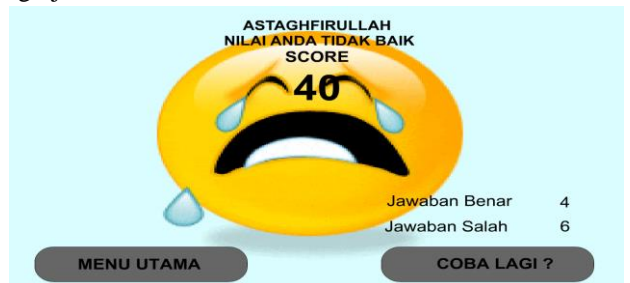 ASTAGHFIRULLAH
NILAI ANDA TIDAK BAIK
SCORE
40
Jawaban Benar 4
Jawaban Salah 6
MENU UTAMA
COBA LAGI ?